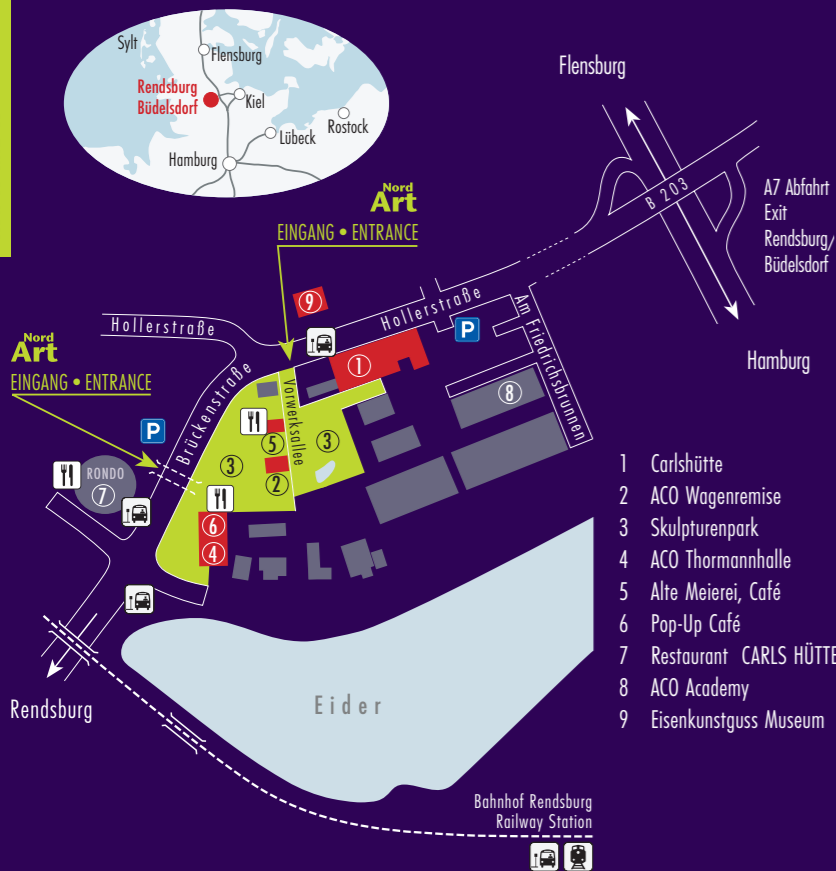 Sylt
Flensburg
Rendsburg
Büdelsdorf
Kiel
Lübeck
Rostock
Hamburg
Flensburg
B 203
A7 Abfahrt
Exit
Rendsburg/
Büdelsdorf
Hamburg
Nord
Art
EINGANG • ENTRANCE
9
Hollerstraße
Hollerstraße
P
Am Friedrichsbrunnen
Nord
Art
EINGANG • ENTRANCE
1
8
P
Brückenstraße
Vorwerksallee
5
3
3
2
RONDO
7
6
4
1 Carlshütte
2 ACO Wagenremise
3 Skulpturenpark
4 ACO Thormannhalle
5 Alte Meierei, Café
6 Pop-Up Café
7 Restaurant CARLS HÜTTE
8 ACO Academy
9 Eisenkunstguss Museum
Rendsburg
Eider
Bahnhof Rendsburg
Railway Station